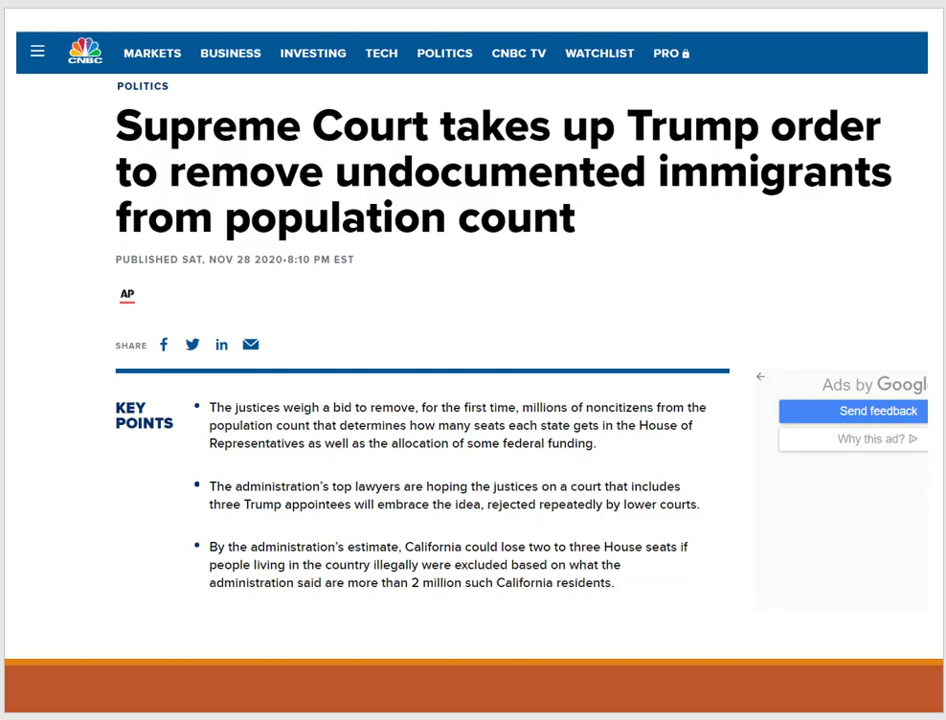 CNBC
MARKETS BUSINESS INVESTING TECH POLITICS CNBC TV WATCHLIST PRO
POLITICS
Supreme Court takes up Trump order
to remove undocumented immigrants
from population count
PUBLISHED SAT, NOV 28 2020•8:10 PM EST
AP
SHARE
KEY
POINTS
• The justices weigh a bid to remove, for the first time, millions of noncitizens from the
population count that determines how many seats each state gets in the House of
Representatives as well as the allocation of some federal funding.
• The administration's top lawyers are hoping the justices on a court that includes
three Trump appointees will embrace the idea, rejected repeatedly by lower courts.
• By the administration's estimate, California could lose two to three House seats if
people living in the country illegally were excluded based on what the
administration said are more than 2 million such California residents.
Ads by Googl
Send feedback
Why this ad?